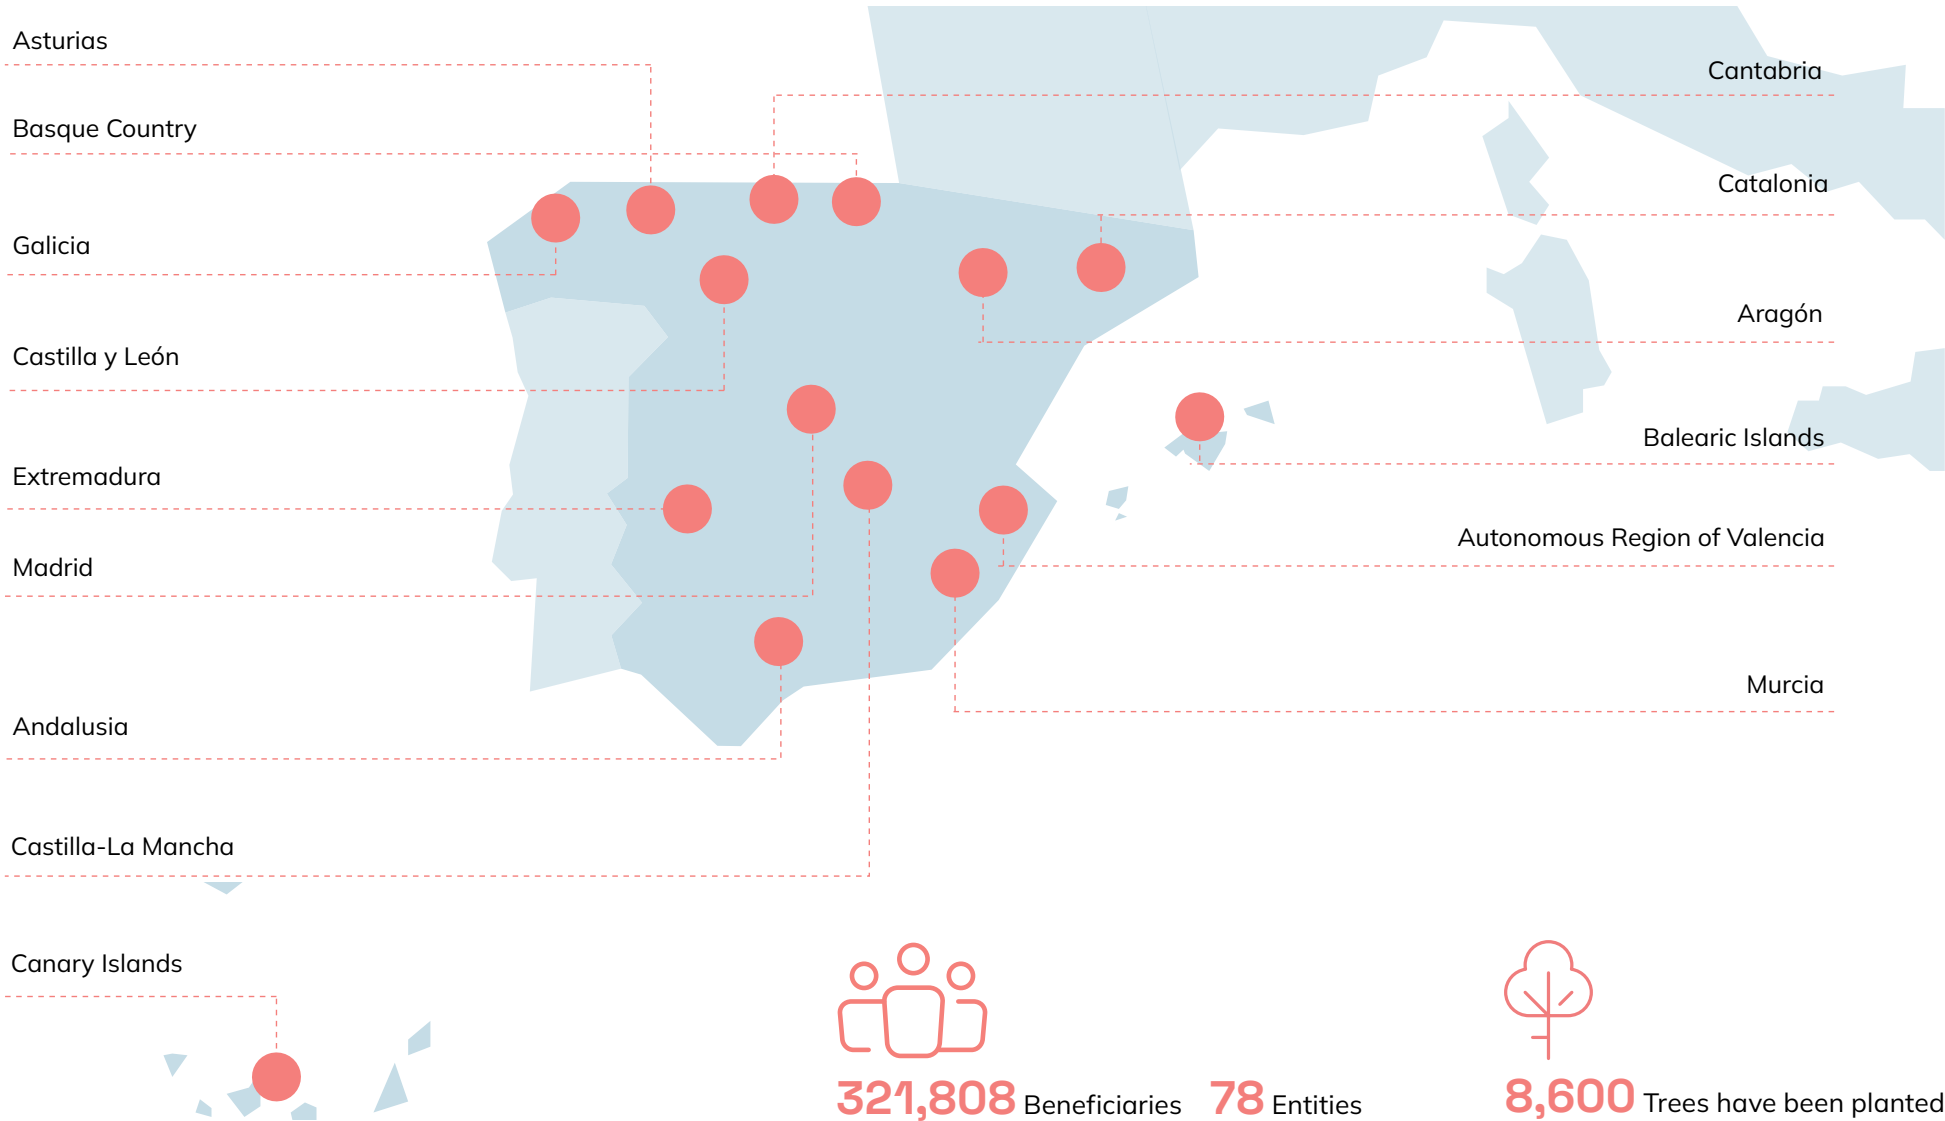 Asturias
Cantabria
Basque Country
Catalonia
Galicia
Aragón
Castilla y León
Balearic Islands
Extremadura
Autonomous Region of Valencia
Madrid
Murcia
Andalusia
Castilla-La Mancha
Canary Islands
321,808 Beneficiaries 78 Entities 8,600 Trees have been planted